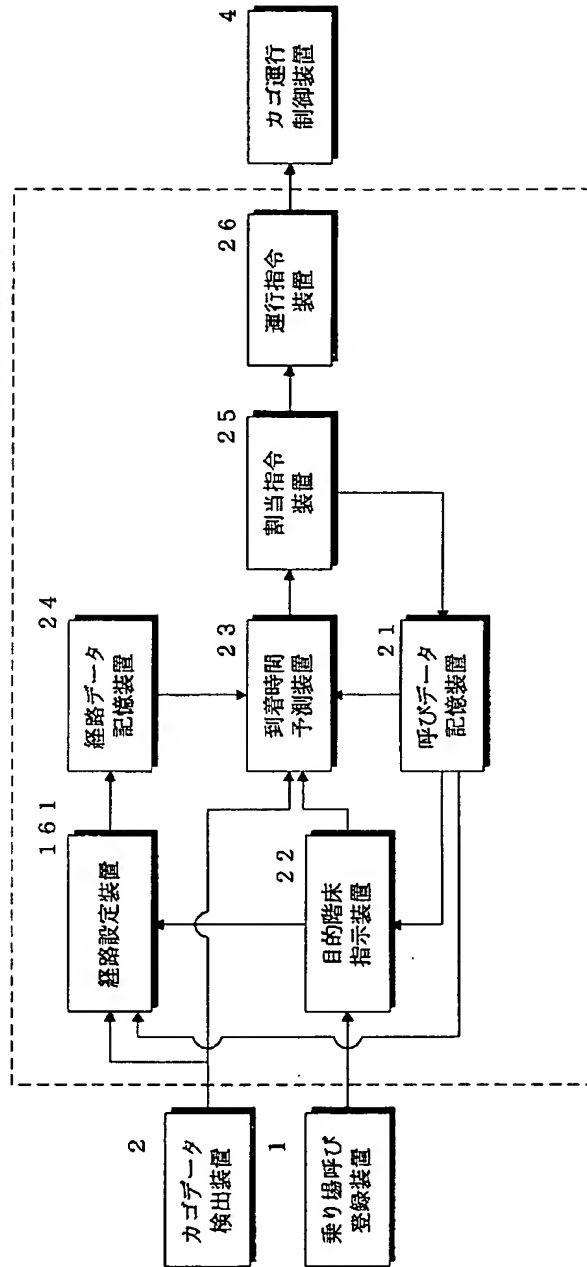 2
カゴデータ
検出装置
1
乗り場呼び
登録装置
161
経路設定装置
22
目的階床
指示装置
24
経路データ
記憶装置
23
到着時間
予測装置
21
呼びデータ
記憶装置
25
割当指令
装置
26
運行指令
装置
4
カゴ運行
制御装置